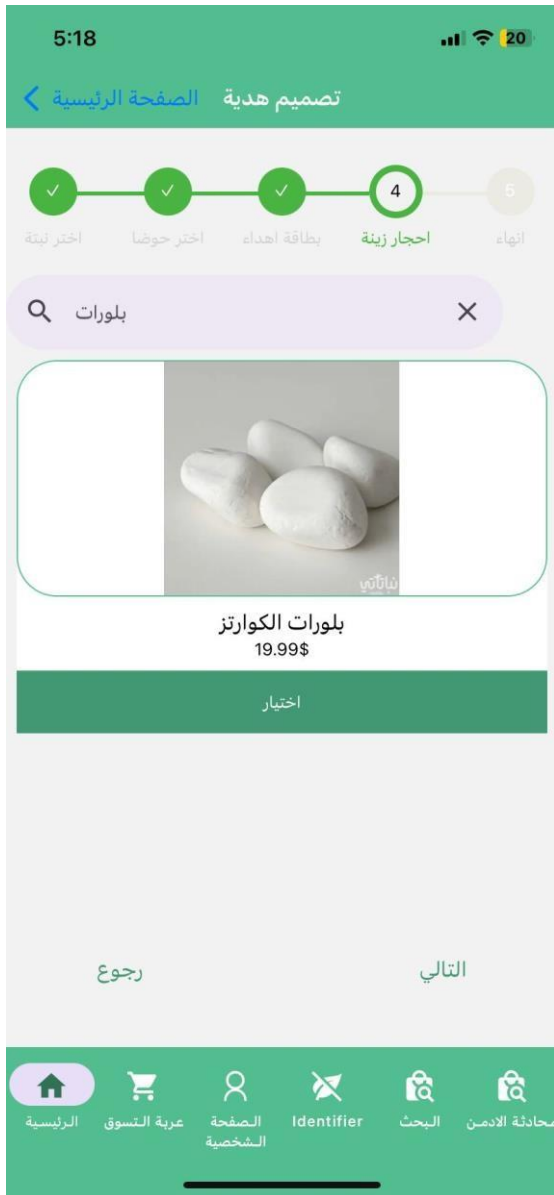 5:18
20
الصفحة الرئيسية
تصميم هدية
4
5
اختر نبتة
اختر حوضا
بطاقة اهداء
احجار زينة
انهاء
بلورات
نباتاتي
بلورات الكوارتز
19.99$
اختيار
رجوع
التالي
الرئيسية
عربة التسوق
الصفحة
الشخصية
Identifier
البحث
محادثة الادمن